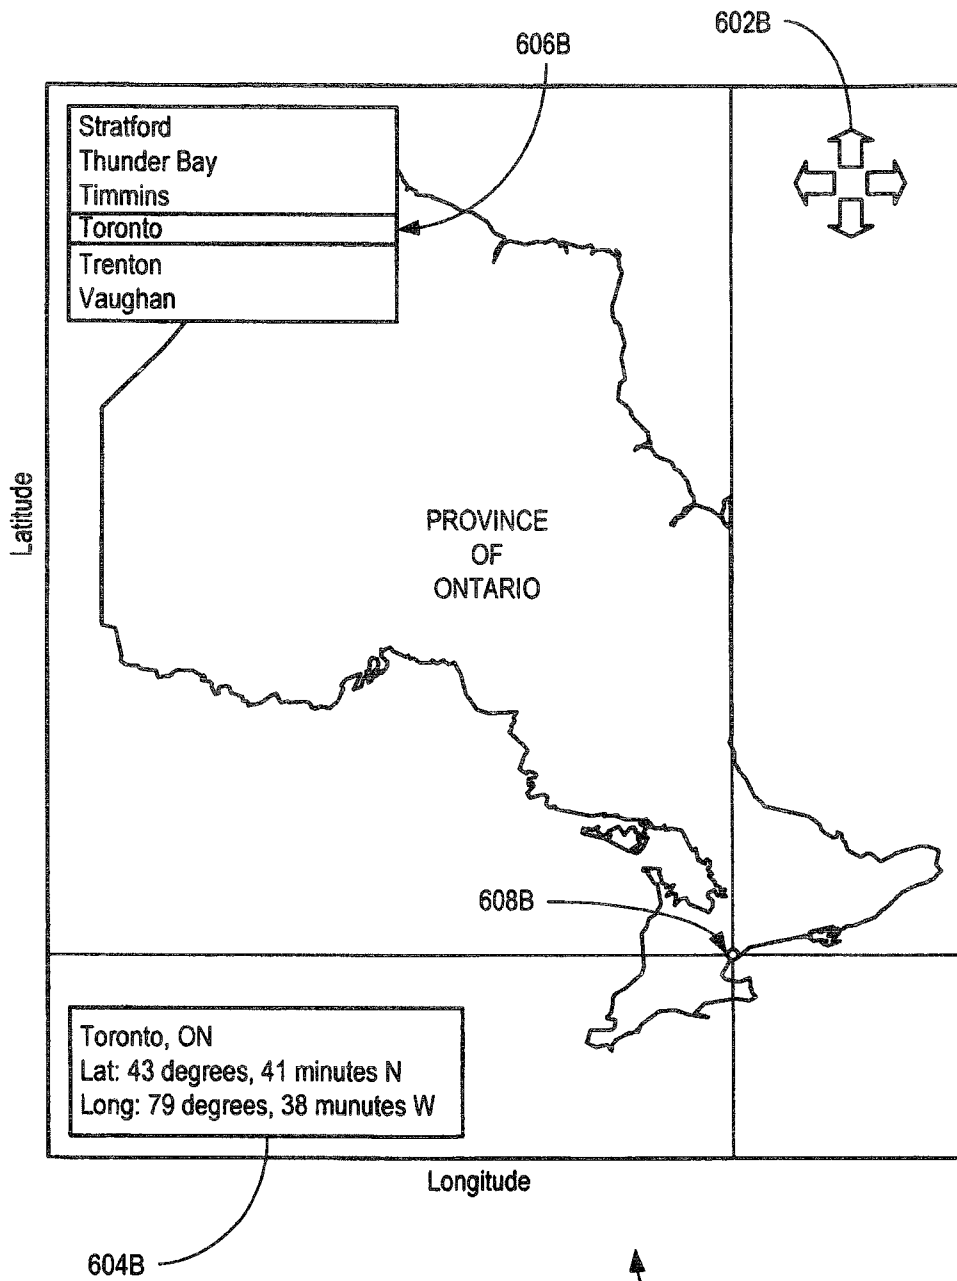 602B
606B
Stratford
Thunder Bay
Timmins
Toronto
Trenton
Vaughan
Latitude
PROVINCE
OF
ONTARIO
608B
Toronto, ON
Lat: 43 degrees, 41 minutes N
Long: 79 degrees, 38 munutes W
Longitude
604B